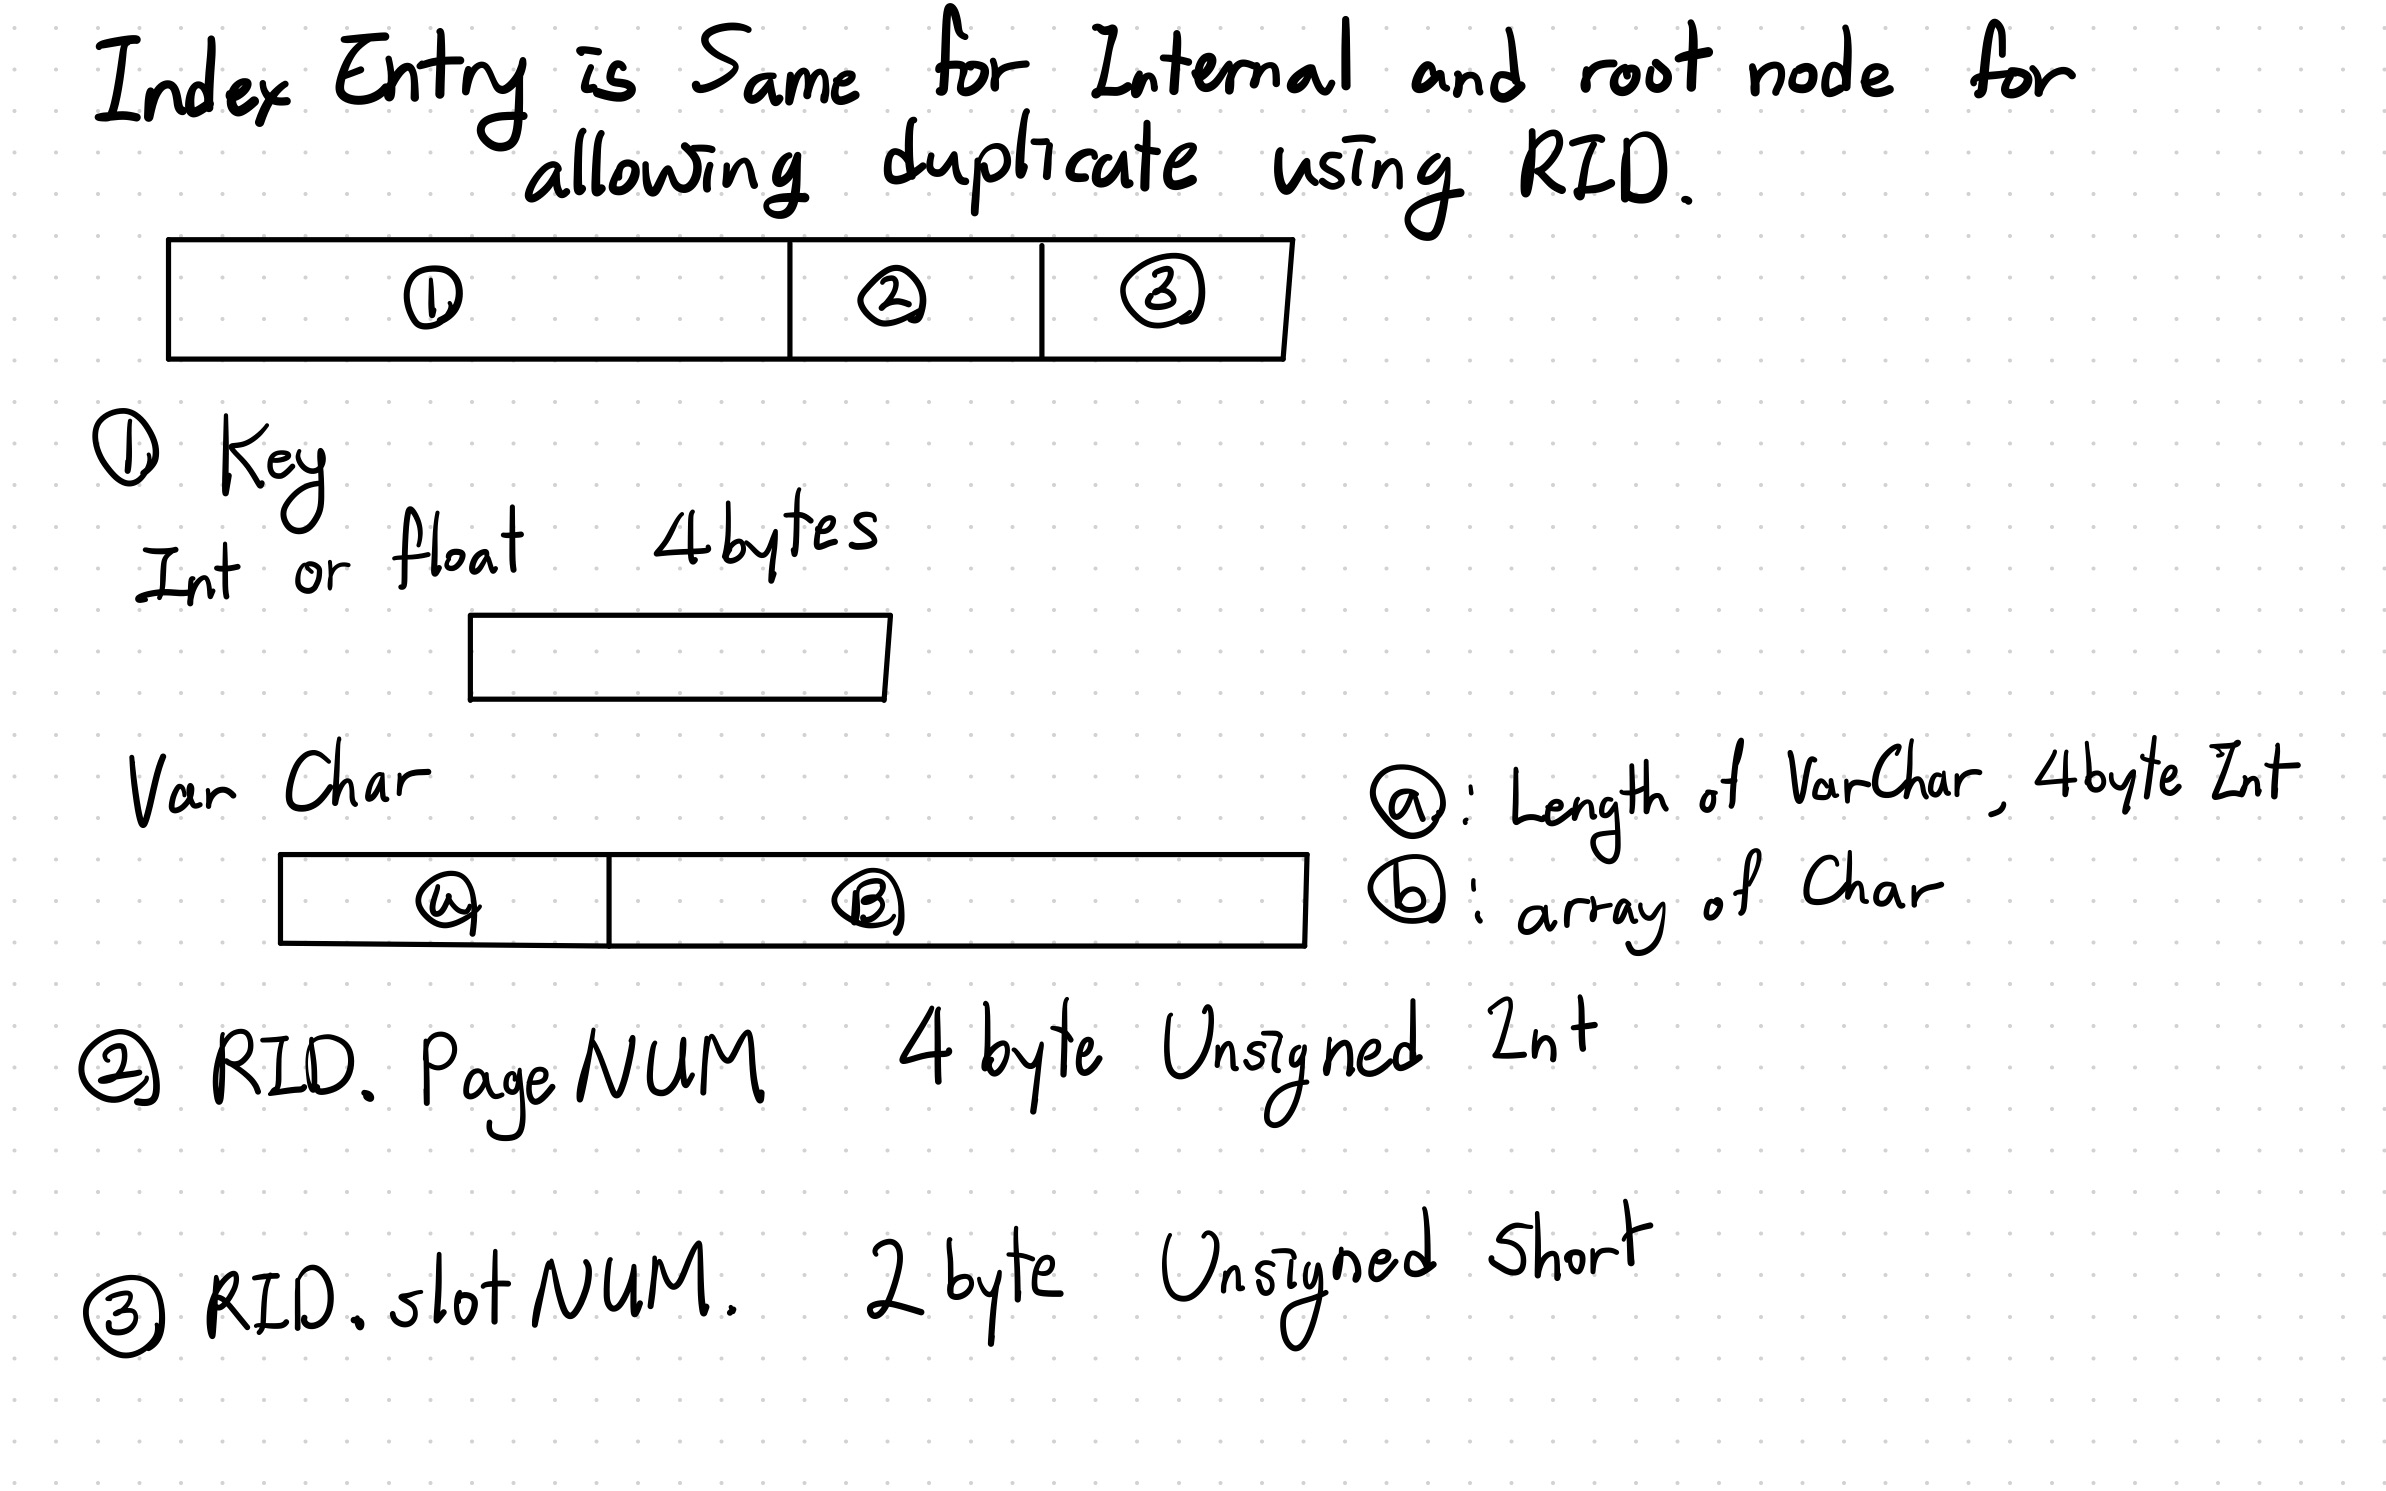 Index Entry is Same for Internal and root node for
allowing duplicate using RID.
① ② ③
① Key
Int or float 4bytes
Var Char
ⓐ : Length of VarChar, 4byte Int
ⓐ Ⓑ
ⓑ : array of Char
② RID. PageNUM. 4 byte Unsigned Int
③ RID. slotNUM. 2 byte Unsigned Short